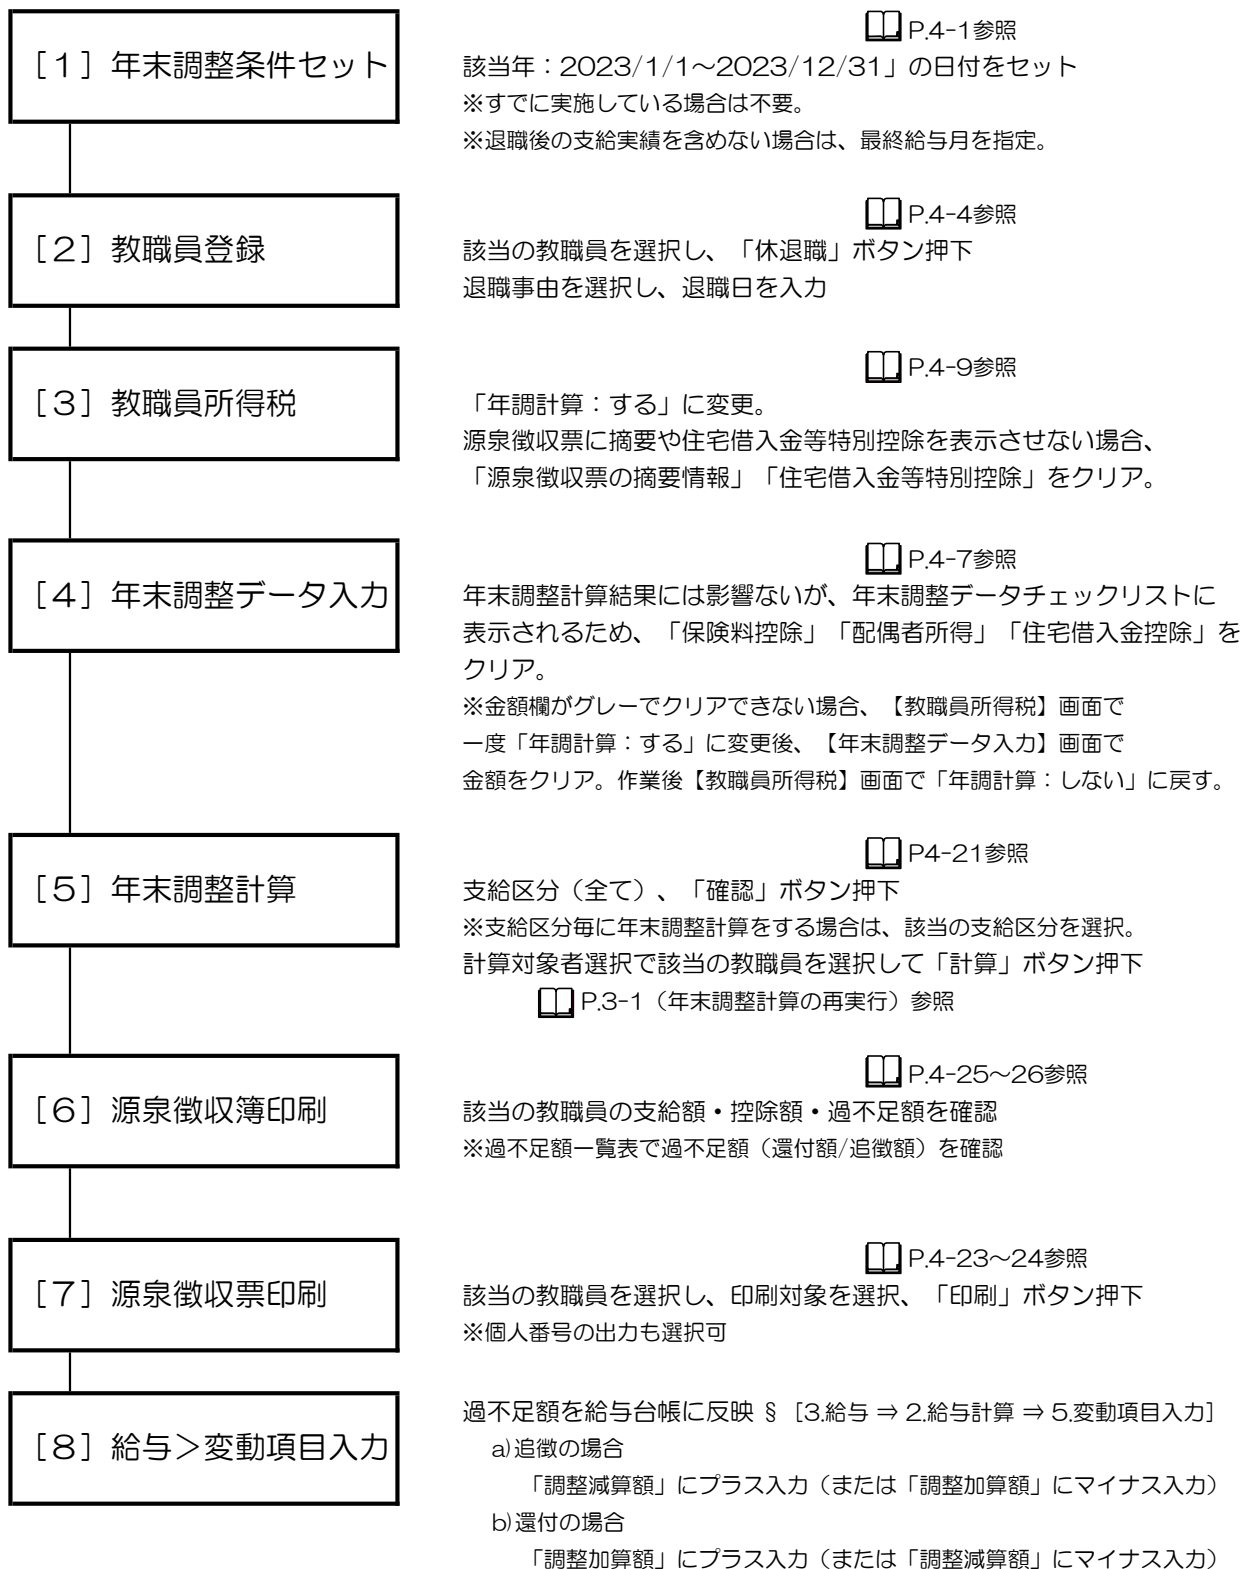 P.4-1参照
[1] 年末調整条件セット
該当年：2023/1/1～2023/12/31」の日付をセット
※すでに実施している場合は不要。
※退職後の支給実績を含めない場合は、最終給与月を指定。
P.4-4参照
[2] 教職員登録
該当の教職員を選択し、「休退職」ボタン押下
退職事由を選択し、退職日を入力
P.4-9参照
[3] 教職員所得税
「年調計算：する」に変更。
源泉徴収票に摘要や住宅借入金等特別控除を表示させない場合、
「源泉徴収票の摘要情報」「住宅借入金等特別控除」をクリア。
P.4-7参照
[4] 年末調整データ入力
年末調整計算結果には影響ないが、年末調整データチェックリストに
表示されるため、「保険料控除」「配偶者所得」「住宅借入金控除」を
クリア。
※金額欄がグレーでクリアできない場合、【教職員所得税】画面で
一度「年調計算：する」に変更後、【年末調整データ入力】画面で
金額をクリア。作業後【教職員所得税】画面で「年調計算：しない」に戻す。
P4-21参照
[5] 年末調整計算
支給区分（全て）、「確認」ボタン押下
※支給区分毎に年末調整計算をする場合は、該当の支給区分を選択。
計算対象者選択で該当の教職員を選択して「計算」ボタン押下
P.3-1（年末調整計算の再実行）参照
P.4-25～26参照
[6] 源泉徴収簿印刷
該当の教職員の支給額・控除額・過不足額を確認
※過不足額一覧表で過不足額（還付額/追徴額）を確認
P.4-23～24参照
[7] 源泉徴収票印刷
該当の教職員を選択し、印刷対象を選択、「印刷」ボタン押下
※個人番号の出力も選択可
過不足額を給与台帳に反映 § [3.給与 ⇒ 2.給与計算 ⇒ 5.変動項目入力]
[8] 給与＞変動項目入力
a)追徴の場合
「調整減算額」にプラス入力（または「調整加算額」にマイナス入力）
b)還付の場合
「調整加算額」にプラス入力（または「調整減算額」にマイナス入力）